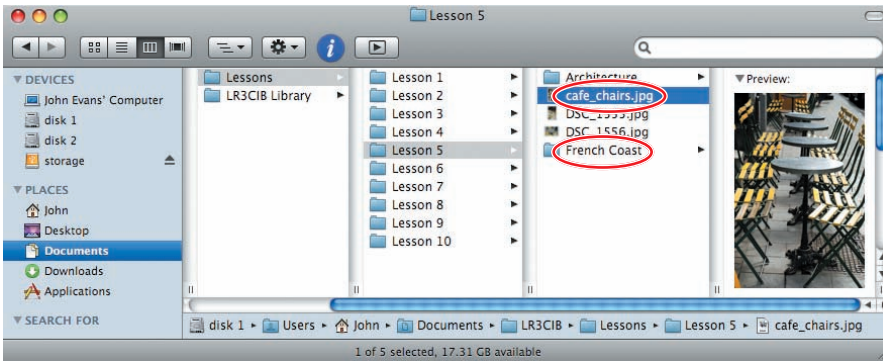 Lesson 5
DEVICES
John Evans' Computer
disk 1
disk 2
storage
PLACES
John
Desktop
Documents
Downloads
Applications
SEARCH FOR
Lessons
LR3CIB Library
Lesson 1
Lesson 2
Lesson 3
Lesson 4
Lesson 5
Lesson 6
Lesson 7
Lesson 8
Lesson 9
Lesson 10
Architecture
cafe_chairs.jpg
DSC_1555.jpg
DSC_1556.jpg
French Coast
Preview:
disk 1 ▸ Users ▸ John ▸ Documents ▸ LR3CIB ▸ Lessons ▸ Lesson 5 ▸ cafe_chairs.jpg
1 of 5 selected, 17.31 GB available